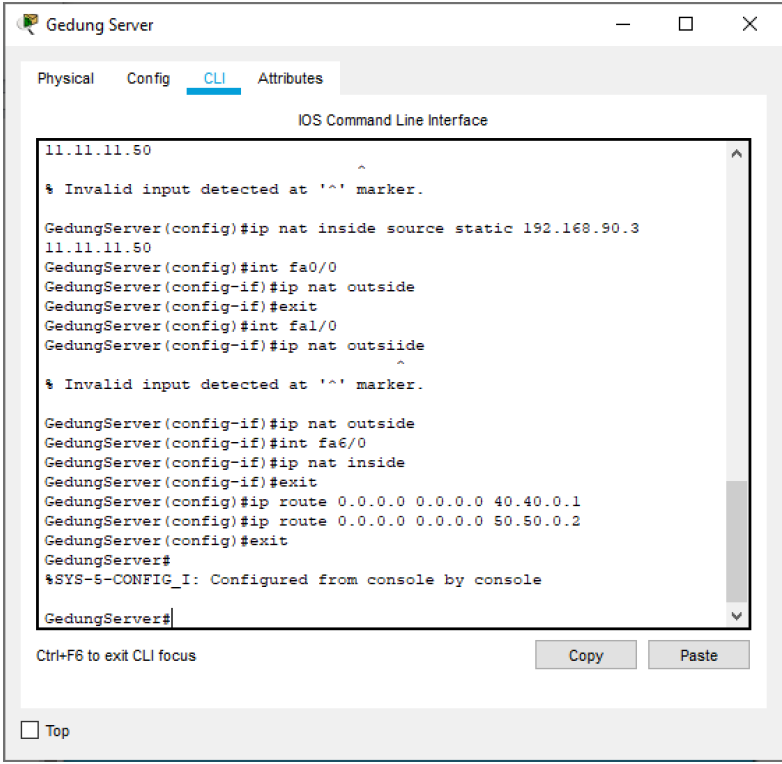 Gedung Server
Physical Config CLI Attributes
IOS Command Line Interface
11.11.11.50
^
% Invalid input detected at '^' marker.
GedungServer(config)#ip nat inside source static 192.168.90.3
11.11.11.50
GedungServer(config)#int fa0/0
GedungServer(config-if)#ip nat outside
GedungServer(config-if)#exit
GedungServer(config)#int fa1/0
GedungServer(config-if)#ip nat outsiide
^
% Invalid input detected at '^' marker.
GedungServer(config-if)#ip nat outside
GedungServer(config-if)#int fa6/0
GedungServer(config-if)#ip nat inside
GedungServer(config-if)#exit
GedungServer(config)#ip route 0.0.0.0 0.0.0.0 40.40.0.1
GedungServer(config)#ip route 0.0.0.0 0.0.0.0 50.50.0.2
GedungServer(config)#exit
GedungServer#
%SYS-5-CONFIG_I: Configured from console by console
GedungServer#
Ctrl+F6 to exit CLI focus
Copy Paste
Top